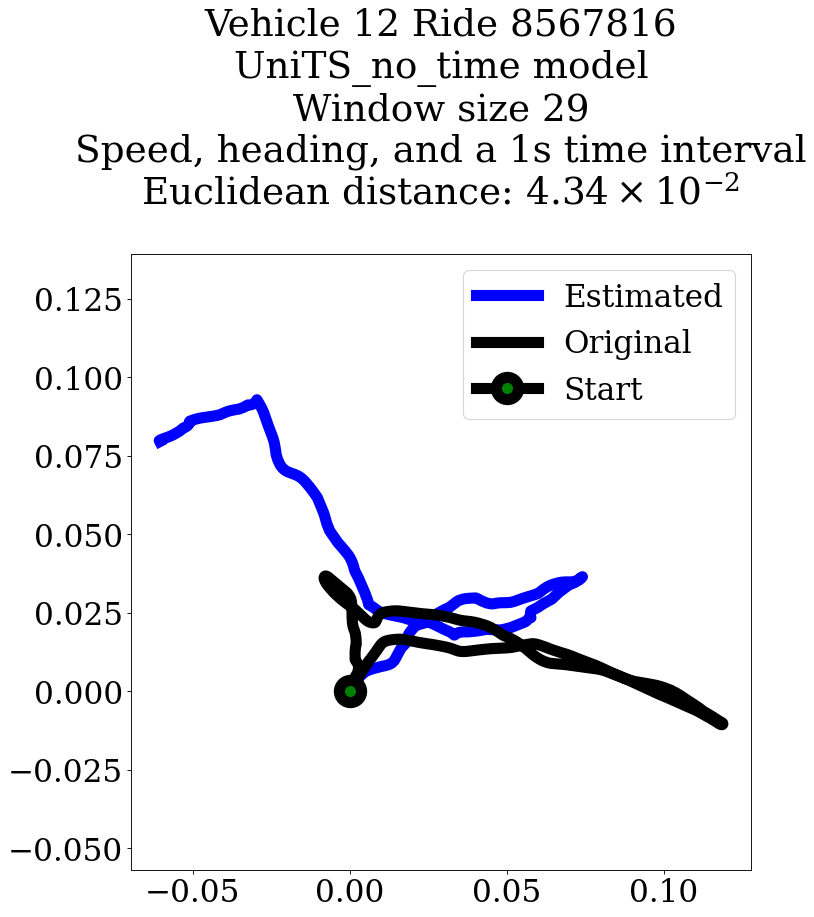 Vehicle 12 Ride 8567816
UniTS_no_time model
Window size 29
Speed, heading, and a 1s time interval
Euclidean distance: 4.34 × 10⁻²
Estimated
Original
Start
0.125
0.100
0.075
0.050
0.025
0.000
−0.025
−0.050
−0.05 0.00 0.05 0.10